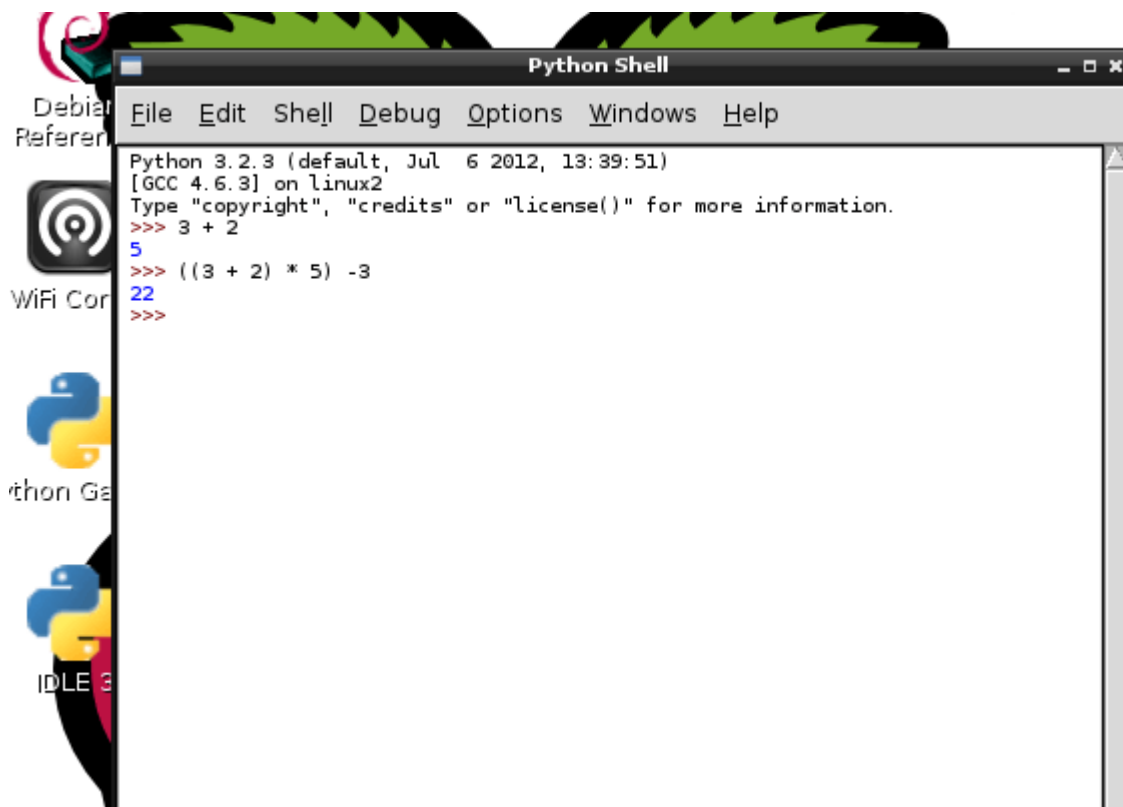 Python Shell
Debian
Referen
File Edit Shell Debug Options Windows Help
Python 3.2.3 (default, Jul  6 2012, 13:39:51)
[GCC 4.6.3] on linux2
Type "copyright", "credits" or "license()" for more information.
>>> 3 + 2
5
>>> ((3 + 2) * 5) -3
22
>>>
WiFi Con
thon Ga
IDLE 3